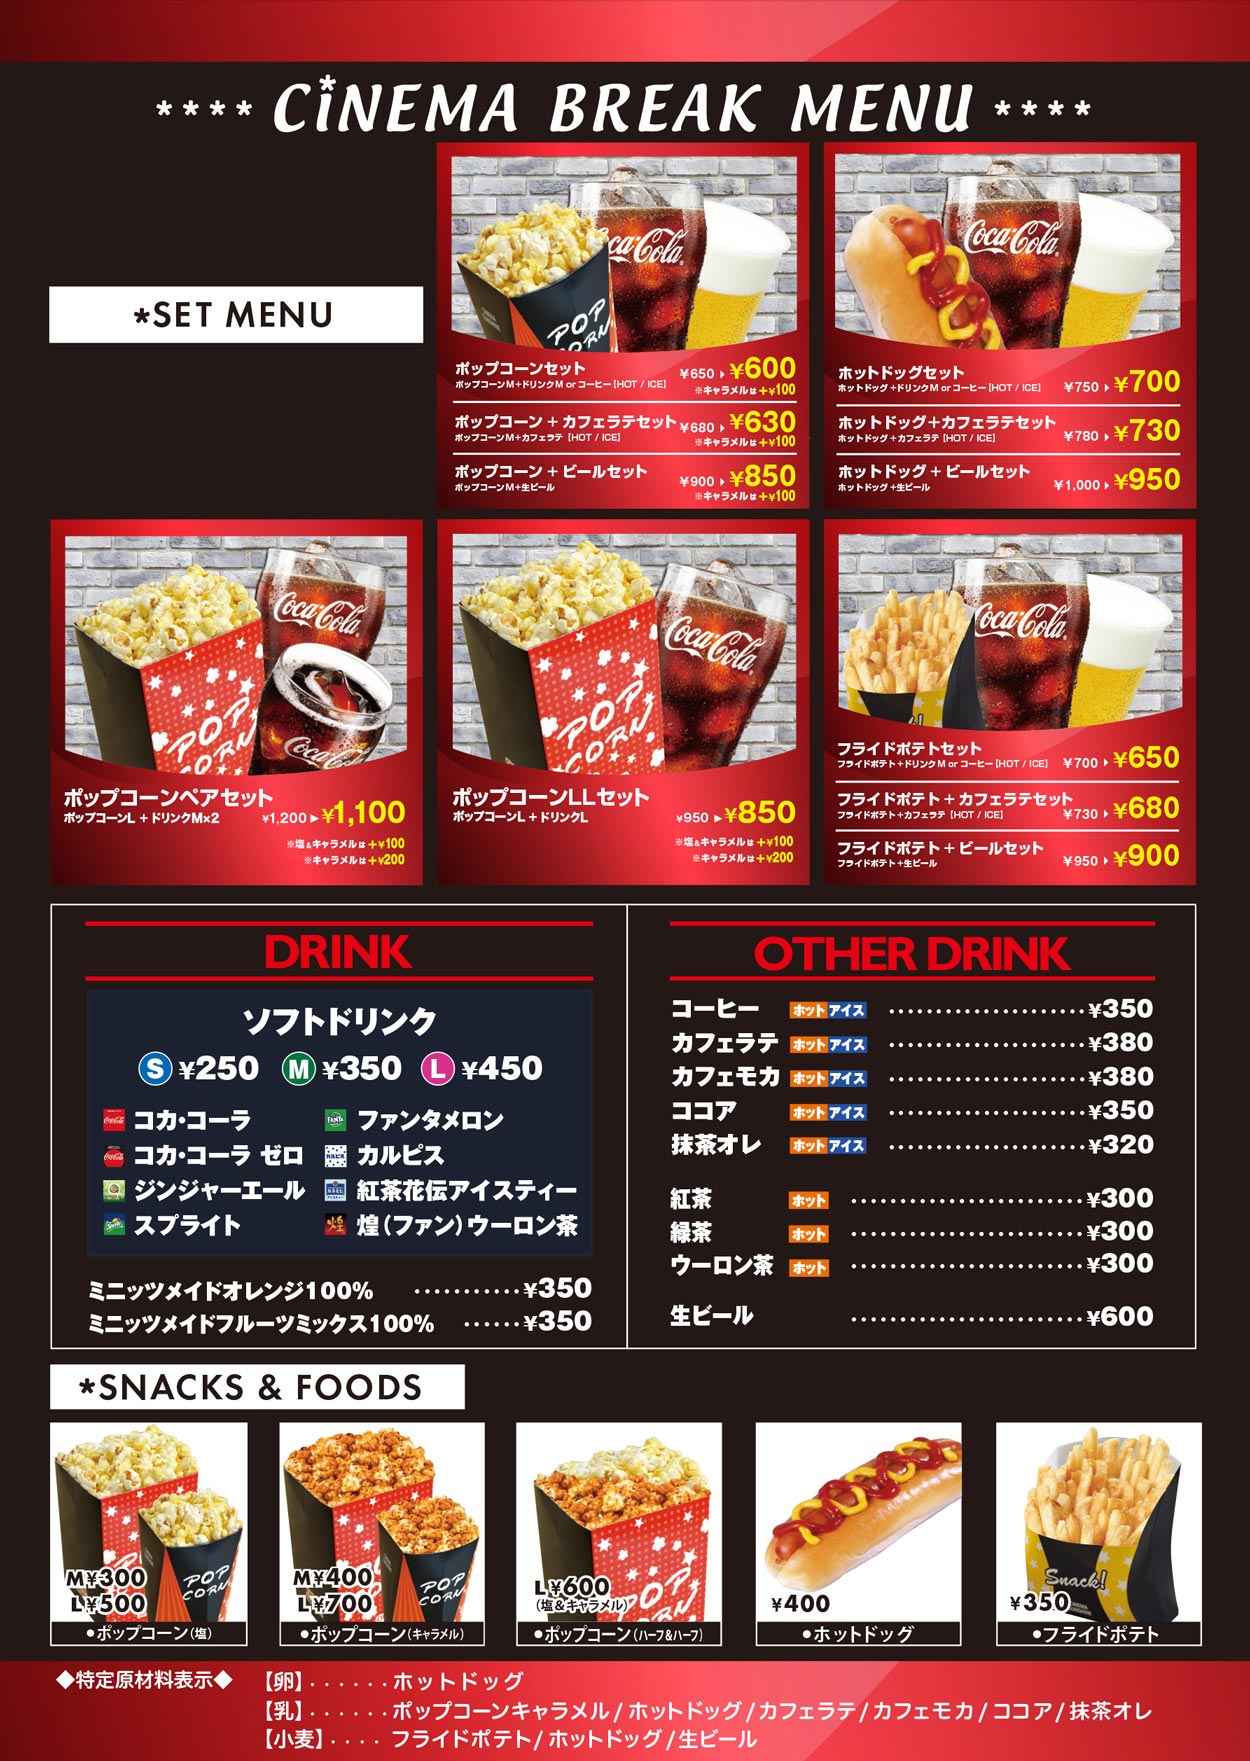 **** CiNEMA BREAK MENU ****
*SET MENU
Coca-Cola
POP CORN
ポップコーンセット
ポップコーンM+ドリンクM or コーヒー [HOT / ICE]
¥650 ▶ ¥600
※キャラメルは+¥100
ポップコーン + カフェラテセット
ポップコーンM+カフェラテ [HOT / ICE]
¥680 ▶ ¥630
※キャラメルは+¥100
ポップコーン + ビールセット
ポップコーンM+生ビール
¥900 ▶ ¥850
※キャラメルは+¥100
Coca-Cola
ホットドッグセット
ホットドッグ+ドリンクM or コーヒー [HOT / ICE]
¥750 ▶ ¥700
ホットドッグ+カフェラテセット
ホットドッグ+カフェラテ [HOT / ICE]
¥780 ▶ ¥730
ホットドッグ + ビールセット
ホットドッグ+生ビール
¥1,000 ▶ ¥950
Coca-Cola
Coca-Cola
POP CORN
ポップコーンペアセット
ポップコーンL + ドリンクM×2
¥1,200 ▶ ¥1,100
※塩&キャラメルは+¥100
※キャラメルは+¥200
Coca-Cola
POP CORN
ポップコーンLLセット
ポップコーンL + ドリンクL
¥950 ▶ ¥850
※塩&キャラメルは+¥100
※キャラメルは+¥200
Coca-Cola
フライドポテトセット
フライドポテト+ドリンクM or コーヒー [HOT / ICE]
¥700 ▶ ¥650
フライドポテト + カフェラテセット
フライドポテト+カフェラテ [HOT / ICE]
¥730 ▶ ¥680
フライドポテト + ビールセット
フライドポテト+生ビール
¥950 ▶ ¥900
DRINK
ソフトドリンク
S ¥250 M ¥350 L ¥450
コカ・コーラ
コカ・コーラ ゼロ
ジンジャーエール
スプライト
ファンタメロン
カルピス
紅茶花伝アイスティー
煌(ファン)ウーロン茶
ミニッツメイドオレンジ100% ...........¥350
ミニッツメイドフルーツミックス100% ......¥350
OTHER DRINK
コーヒー ホット アイス ......................¥350
カフェラテ ホット アイス ......................¥380
カフェモカ ホット アイス ......................¥380
ココア ホット アイス ......................¥350
抹茶オレ ホット アイス ......................¥320
紅茶 ホット ..........................¥300
緑茶 ホット ..........................¥300
ウーロン茶 ホット ..........................¥300
生ビール ..........................¥600
*SNACKS & FOODS
POP CORN
M¥300
L¥500
•ポップコーン(塩)
POP CORN
M¥400
L¥700
•ポップコーン(キャラメル)
POP
L¥600
(塩&キャラメル)
•ポップコーン(ハーフ&ハーフ)
¥400
•ホットドッグ
Snack!
¥350
•フライドポテト
◆特定原材料表示◆
【卵】......ホットドッグ
【乳】......ポップコーンキャラメル/ホットドッグ/カフェラテ/カフェモカ/ココア/抹茶オレ
【小麦】.... フライドポテト/ホットドッグ/生ビール